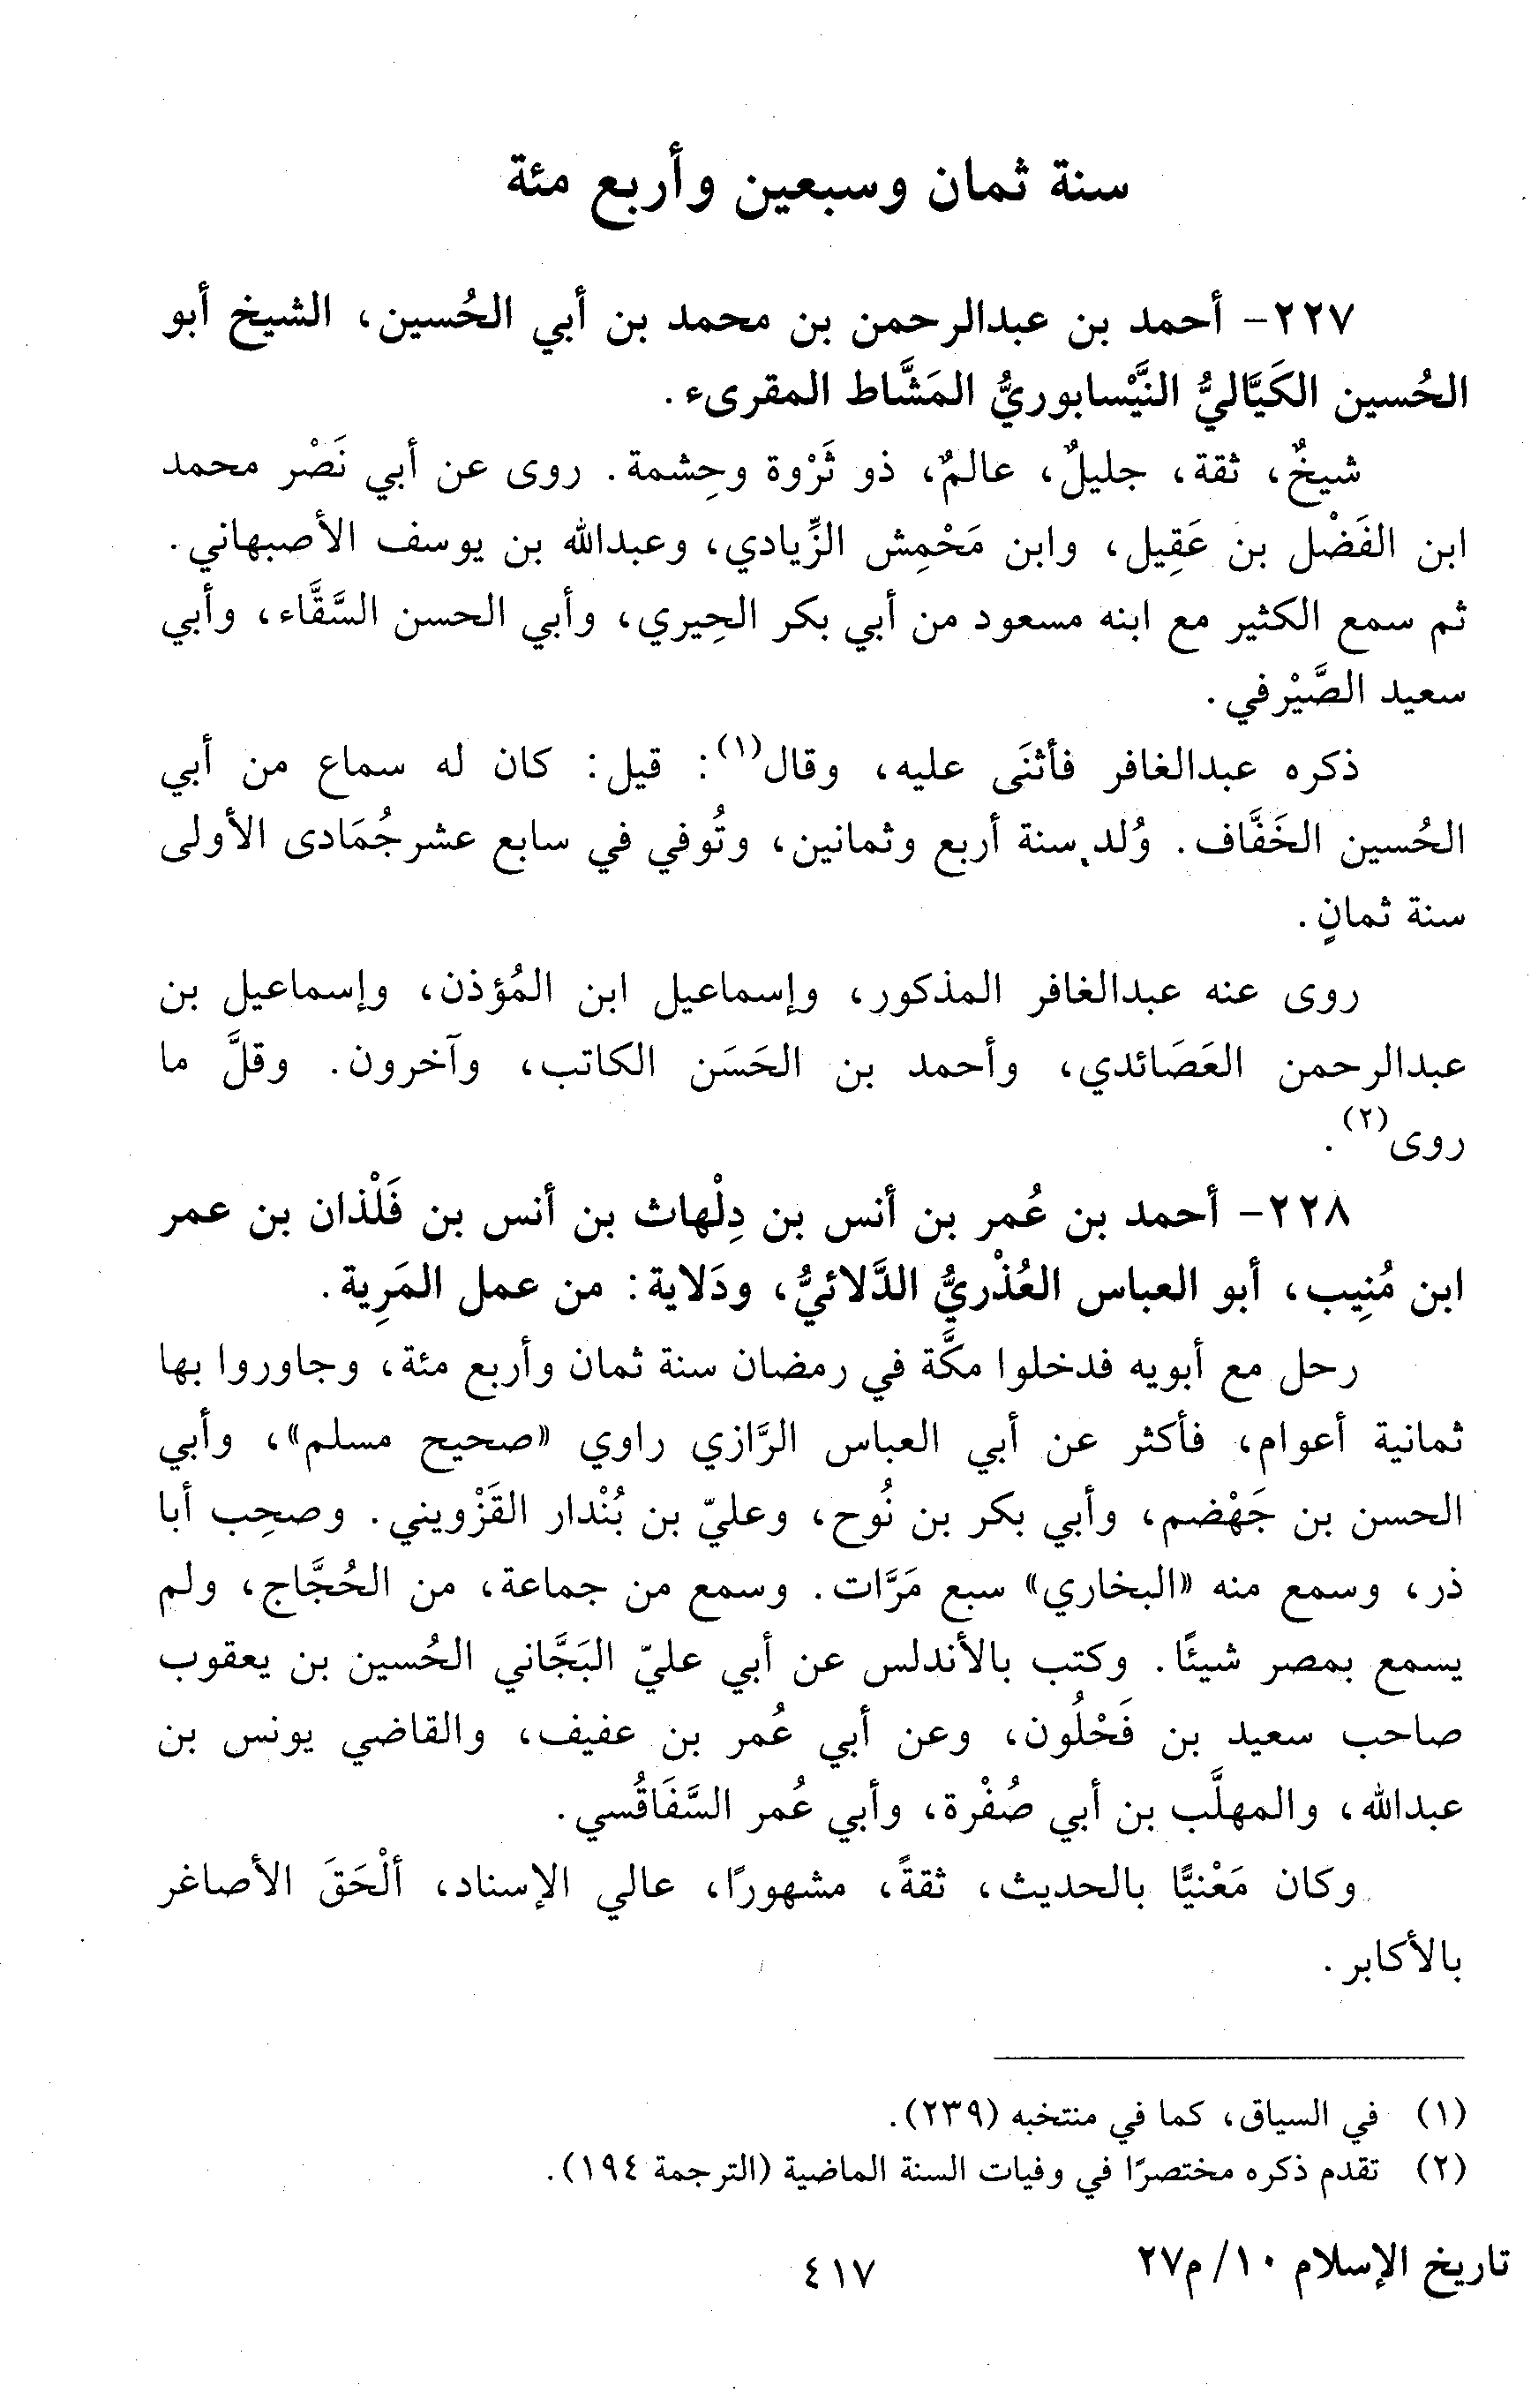 سنة ثمان وسبعين وأربع مئة
٢٢٧- أحمد بن عبدالرحمن بن محمد بن أبي الحُسين، الشيخ أبو
الحُسين الكَيَّاليُّ النَّيْسابوريُّ المَشَّاط المقرىء.
شيخٌ، ثقة، جليلٌ، عالمٌ، ذو ثَرْوة وحِشمة. روى عن أبي نَصْر محمد
ابن الفَضْل بن عَقِيل، وابن مَحْمِش الزِّيادي، وعبدالله بن يوسف الأصبهاني.
ثم سمع الكثير مع ابنه مسعود من أبي بكر الحِيري، وأبي الحسن السَّقَّاء، وأبي
سعيد الصَّيْرفي.
ذكره عبدالغافر فأثنَى عليه، وقال(١): قيل: كان له سماع من أبي
الحُسين الخَفَّاف. وُلد سنة أربع وثمانين، وتُوفي في سابع عشر جُمَادى الأولى
سنة ثمانٍ.
روى عنه عبدالغافر المذكور، وإسماعيل ابن المُؤذن، وإسماعيل بن
عبدالرحمن العَصَائدي، وأحمد بن الحَسَن الكاتب، وآخرون. وقلَّ ما
روى(٢).
٢٢٨- أحمد بن عُمر بن أنس بن دِلْهاث بن أنس بن فَلْذان بن عمر
ابن مُنِيب، أبو العباس العُذْريُّ الدَّلائيُّ، ودَلاية: من عمل المَرِية.
رحل مع أبويه فدخلوا مكَّة في رمضان سنة ثمان وأربع مئة، وجاوروا بها
ثمانية أعوام، فأكثر عن أبي العباس الرَّازي راوي «صحيح مسلم»، وأبي
الحسن بن جَهْضم، وأبي بكر بن نُوح، وعليّ بن بُنْدار القَزْويني. وصحِب أبا
ذر، وسمع منه «البخاري» سبع مَرَّات. وسمع من جماعة، من الحُجَّاج، ولم
يسمع بمصر شيئًا. وكتب بالأندلس عن أبي عليّ البَجَّاني الحُسين بن يعقوب
صاحب سعيد بن فَحْلُون، وعن أبي عُمر بن عفيف، والقاضي يونس بن
عبدالله، والمهلَّب بن أبي صُفْرة، وأبي عُمر السَّفَاقُسي.
وكان مَعْنيًّا بالحديث، ثقةً، مشهورًا، عالي الإسناد، ألْحَقَ الأصاغر
بالأكابر.
(١) في السياق، كما في منتخبه (٢٣٩).
(٢) تقدم ذكره مختصرًا في وفيات السنة الماضية (الترجمة ١٩٤).
تاريخ الإسلام ١٠/ م٢٧
٤١٧